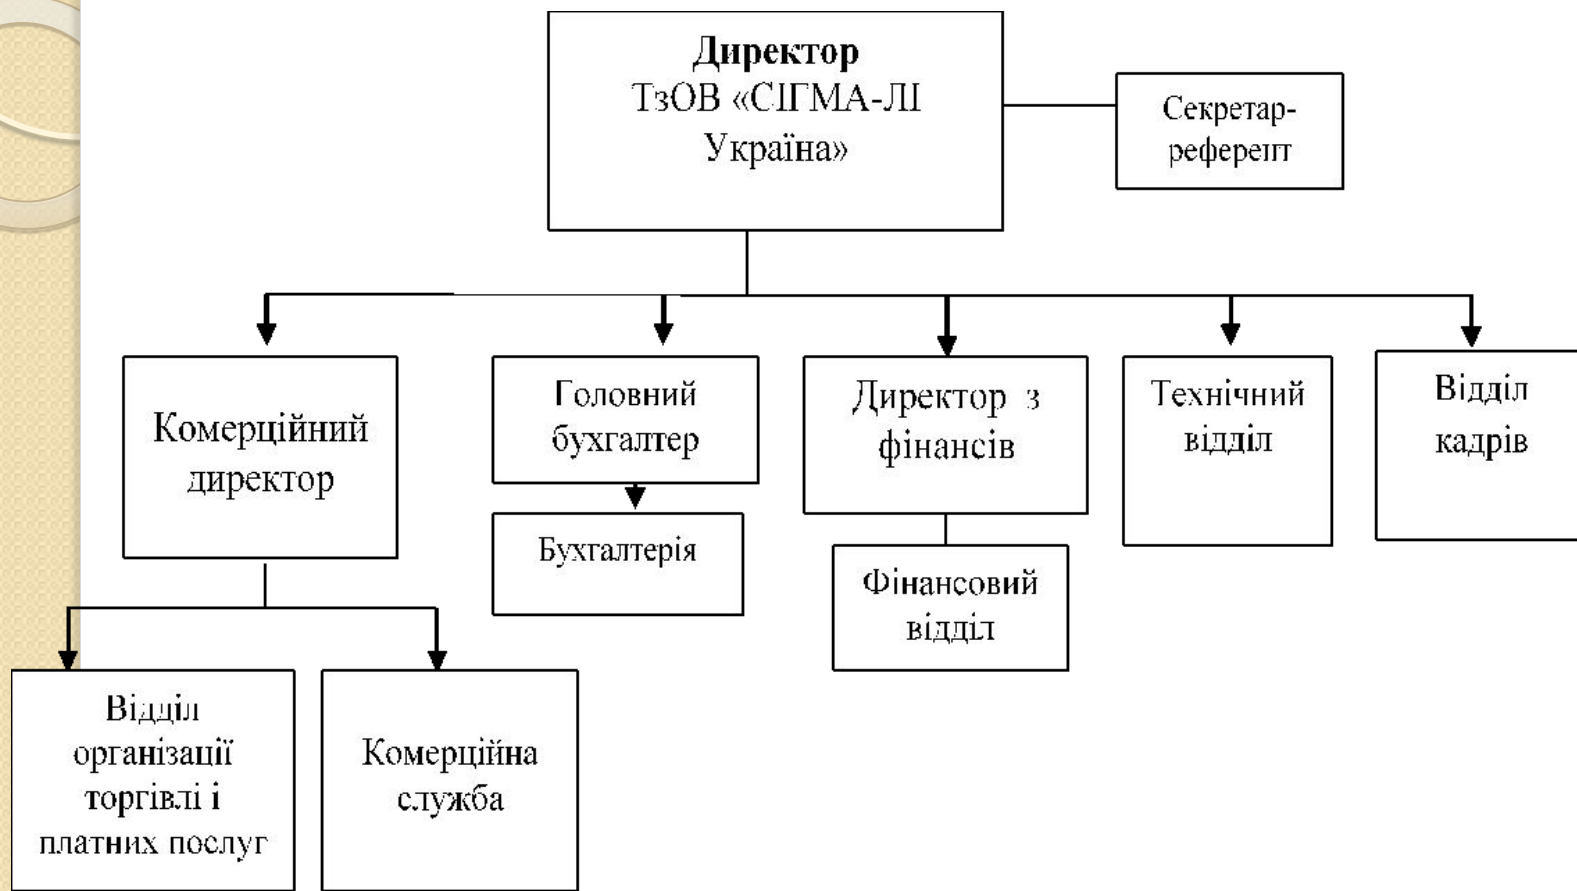 Директор
ТзОВ «СІГМА-ЛІ
Україна»
Секретар-
референт
Комерційний
директор
Головний
бухгалтер
Директор з
фінансів
Технічний
відділ
Відділ
кадрів
Бухгалтерія
Фінансовий
відділ
Відділ
організації
торгівлі і
платних послуг
Комерційна
служба